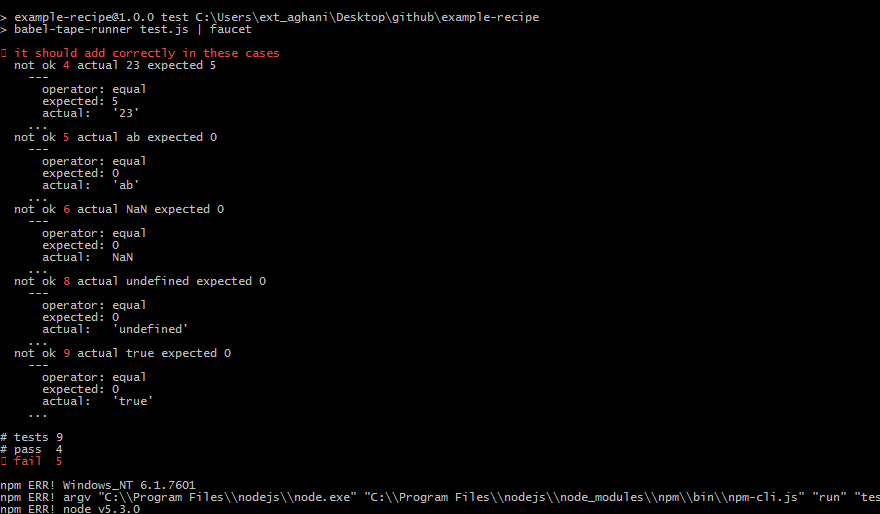 > example-recipe@1.0.0 test C:\Users\ext_aghani\Desktop\github\example-recipe
> babel-tape-runner test.js | faucet
▯ it should add correctly in these cases
not ok 4 actual 23 expected 5
---
operator: equal
expected: 5
actual: '23'
...
not ok 5 actual ab expected 0
---
operator: equal
expected: 0
actual: 'ab'
...
not ok 6 actual NaN expected 0
---
operator: equal
expected: 0
actual: NaN
...
not ok 8 actual undefined expected 0
---
operator: equal
expected: 0
actual: 'undefined'
...
not ok 9 actual true expected 0
---
operator: equal
expected: 0
actual: 'true'
...
# tests 9
# pass 4
▯ fail 5
npm ERR! Windows_NT 6.1.7601
npm ERR! argv "C:\\Program Files\\nodejs\\node.exe" "C:\\Program Files\\nodejs\\node_modules\\npm\\bin\\npm-cli.js" "run" "tes
npm ERR! node v5.3.0